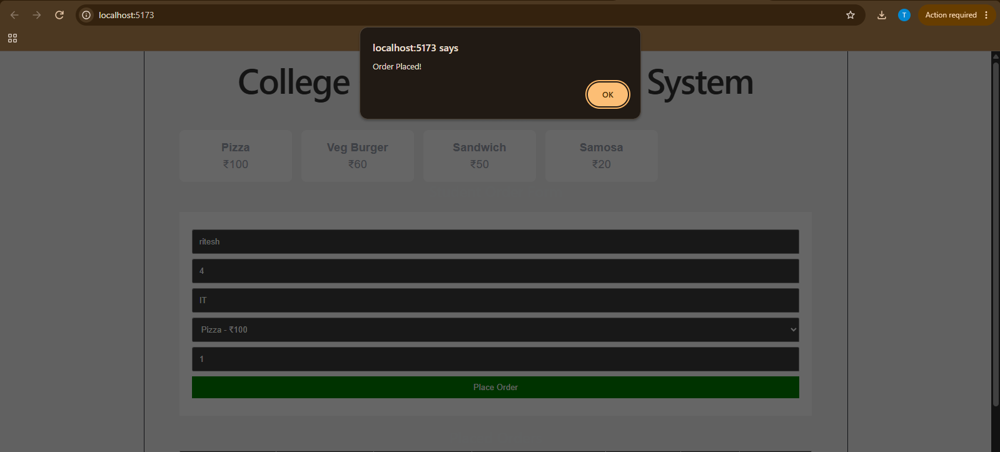 localhost:5173
T
Action required
localhost:5173 says
Order Placed!
OK
College System
Pizza
₹100
Veg Burger
₹60
Sandwich
₹50
Samosa
₹20
ritesh
4
IT
Pizza - ₹100
1
Place Order